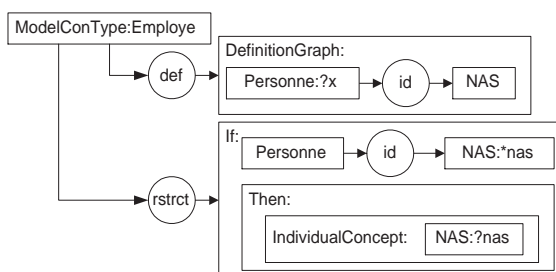 ModelConType:Employe
def
DefinitionGraph:
Personne:?x
id
NAS
If:
Personne
id
NAS:*nas
rstrct
Then:
IndividualConcept:
NAS:?nas